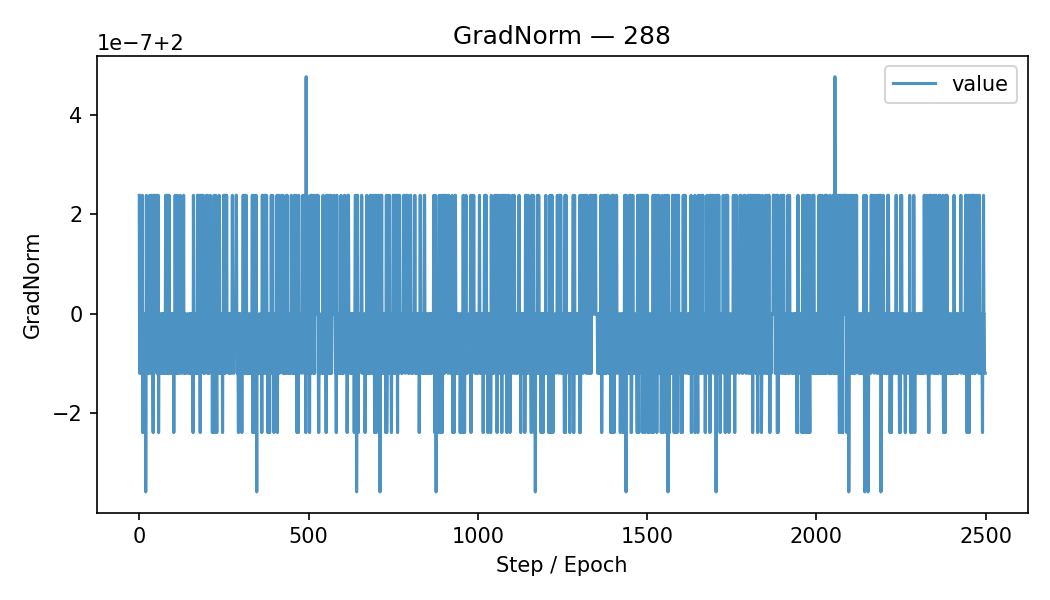 GradNorm — 288
1e−7+2
value
4
2
0
−2
GradNorm
0
500
1000
1500
2000
2500
Step / Epoch